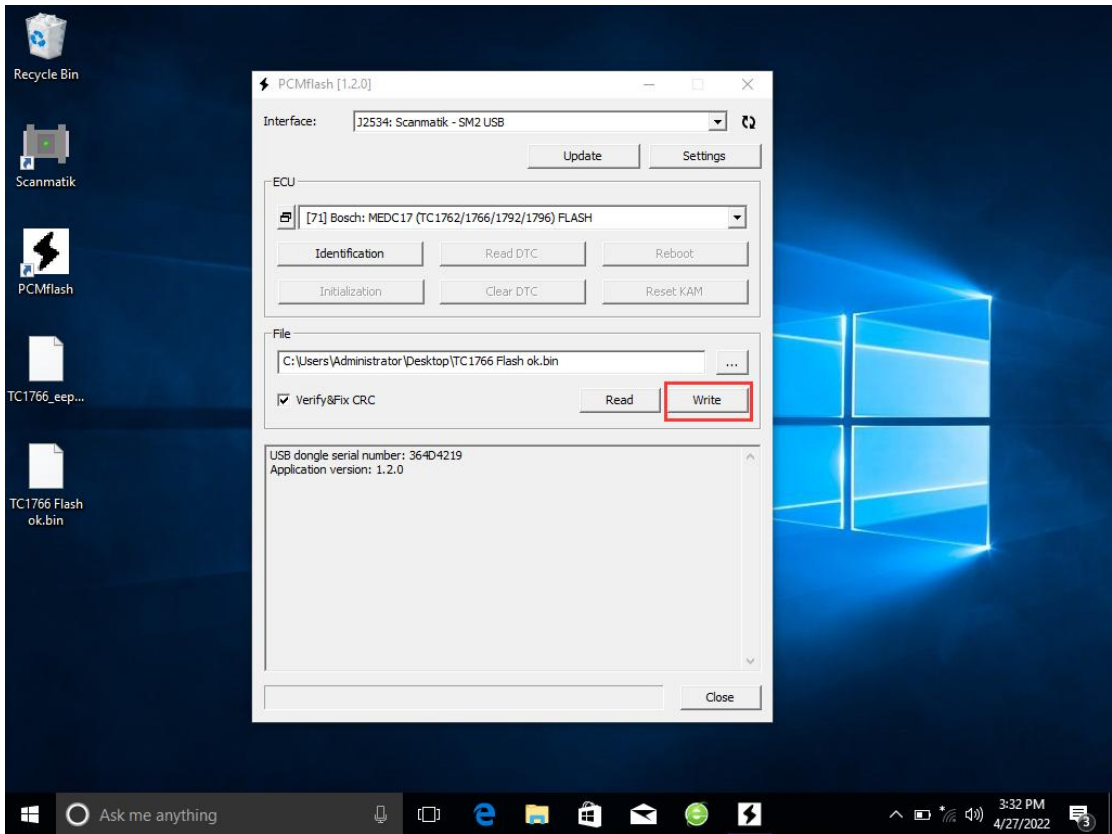 Recycle Bin
Scanmatik
PCMflash
TC1766_eep...
TC1766 Flash
ok.bin
PCMflash [1.2.0]
Interface:
J2534: Scanmatik - SM2 USB
Update
Settings
ECU
[71] Bosch: MEDC17 (TC1762/1766/1792/1796) FLASH
Identification
Read DTC
Reboot
Initialization
Clear DTC
Reset KAM
File
C:\Users\Administrator\Desktop\TC1766 Flash ok.bin
...
Verify&Fix CRC
Read
Write
USB dongle serial number: 364D4219
Application version: 1.2.0
Close
Ask me anything
3:32 PM
4/27/2022
3